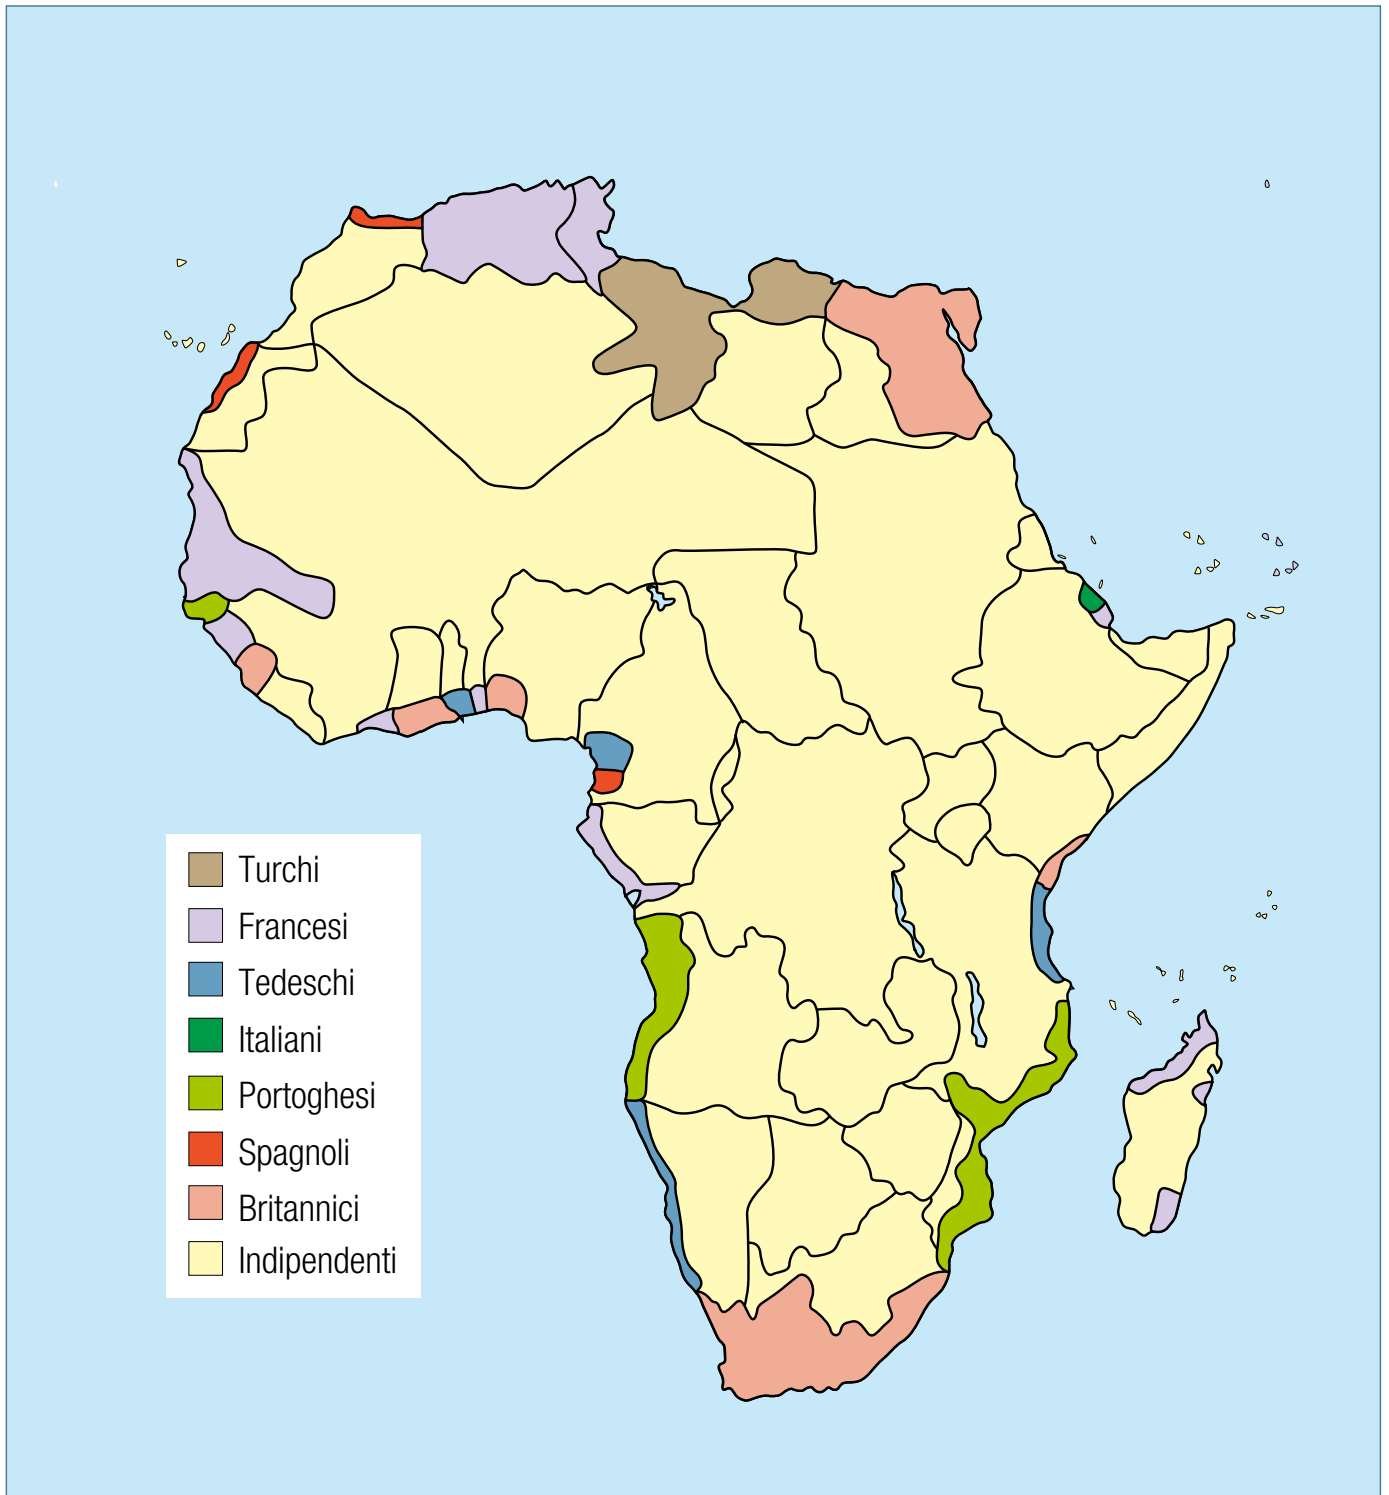 Turchi
Francesi
Tedeschi
Italiani
Portoghesi
Spagnoli
Britannici
Indipendenti